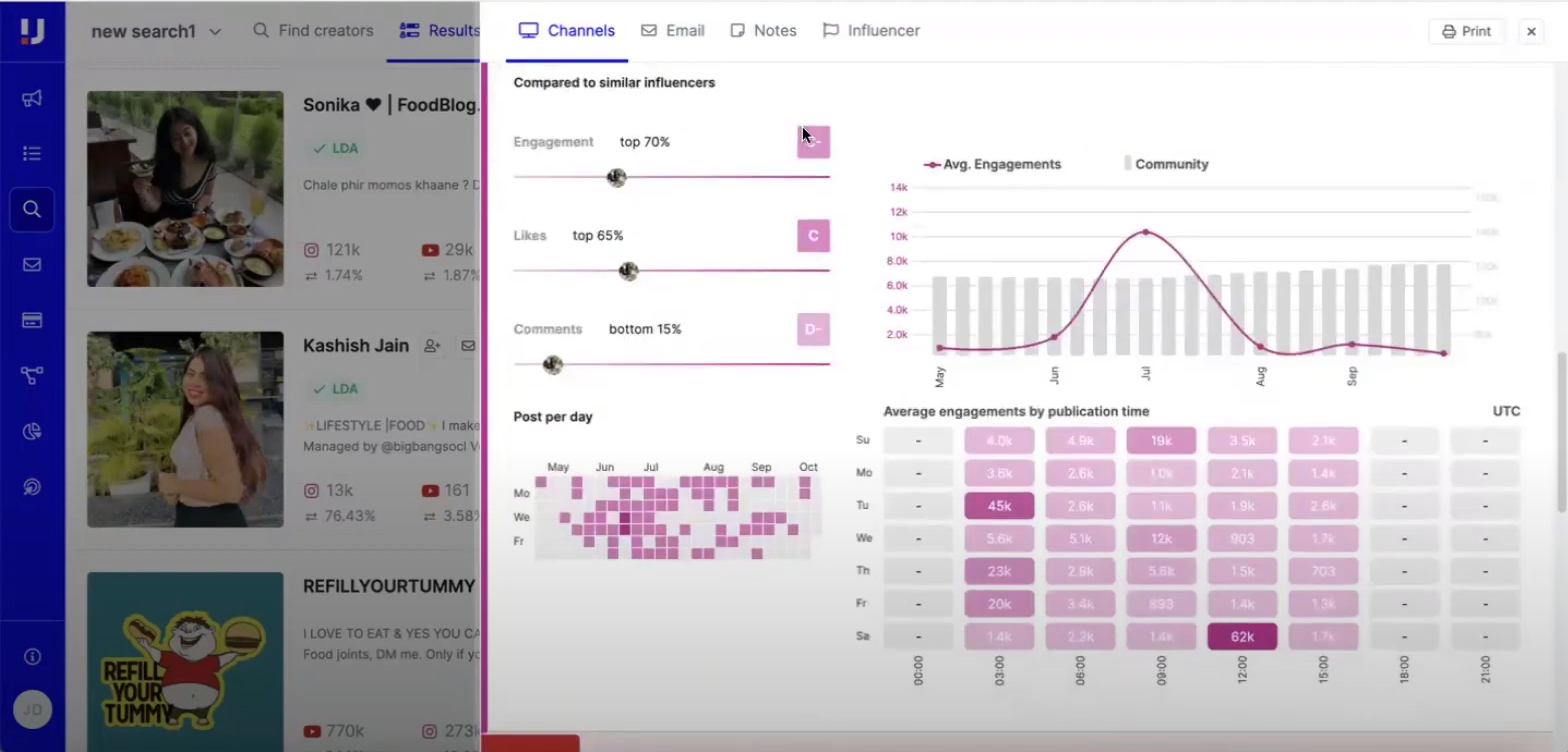 new search1
Find creators
Results
Channels
Email
Notes
Influencer
Print
Sonika ❤ | FoodBlog.
LDA
Chale phir momos khaane ?
121k
29k
1.74%
1.87%
Kashish Jain
LDA
✨LIFESTYLE |FOOD✨ I make
Managed by @bigbangsocl
13k
161
76.43%
3.58%
REFILLYOURTUMMY
I LOVE TO EAT & YES YOU CA
Food joints, DM me. Only if
REFILL
YOUR
TUMMY
770k
273k
JD
Compared to similar influencers
Engagement top 70%
Likes top 65% C
Comments bottom 15% D-
Avg. Engagements
Community
14k
12k
10k
8.0k
6.0k
4.0k
2.0k
May Jun Jul Aug Sep
Post per day
May Jun Jul Aug Sep Oct
Mo
We
Fr
Average engagements by publication time
UTC
Su - 4.0k 4.9k 19k 3.5k 2.1k - -
Mo - 3.6k 2.6k 2.1k 1.4k - -
Tu - 45k 2.6k 1.9k 2.6k - -
We - 5.6k 5.1k 12k 903 1.7k - -
Th - 23k 2.9k 5.6k 1.5k 703 - -
Fr - 20k 3.4k 893 1.4k 1.3k - -
Sa - 1.4k 2.2k 1.4k 62k 1.7k - -
00:00 03:00 06:00 09:00 12:00 15:00 18:00 21:00